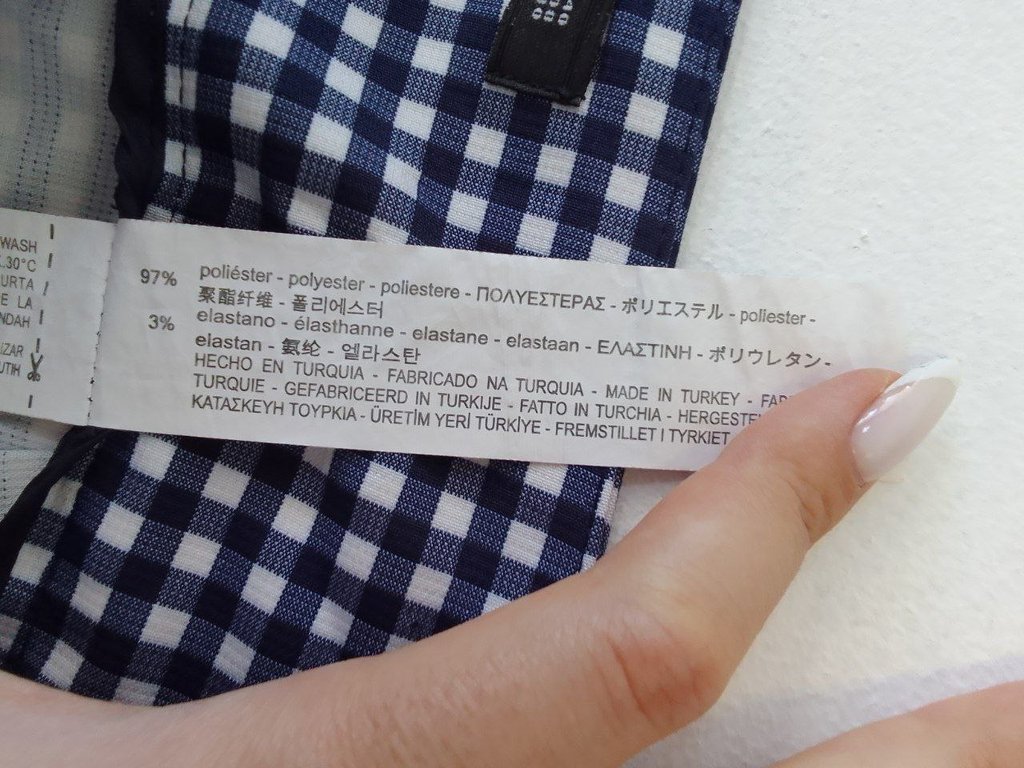 WASH
.30°C
LA
97% poliéster - polyester - poliestere - ΠΟΛΥΕΣΤΕΡΑΣ - ポリエステル - poliester -
聚酯纤维 - 폴리에스터
3% elastano - élasthanne - elastane - elastaan - ΕΛΑΣΤΙΝΗ - ポリウレタン -
elastan - 氨纶 - 엘라스탄
HECHO EN TURQUIA - FABRICADO NA TURQUIA - MADE IN TURKEY -
TURQUIE - GEFABRICEERD IN TURKIJE - FATTO IN TURCHIA -
ΚΑΤΑΣΚΕΥΗ ΤΟΥΡΚΙΑ - ÜRETİM YERİ TÜRKİYE - FREMSTILLET I TYRKIET